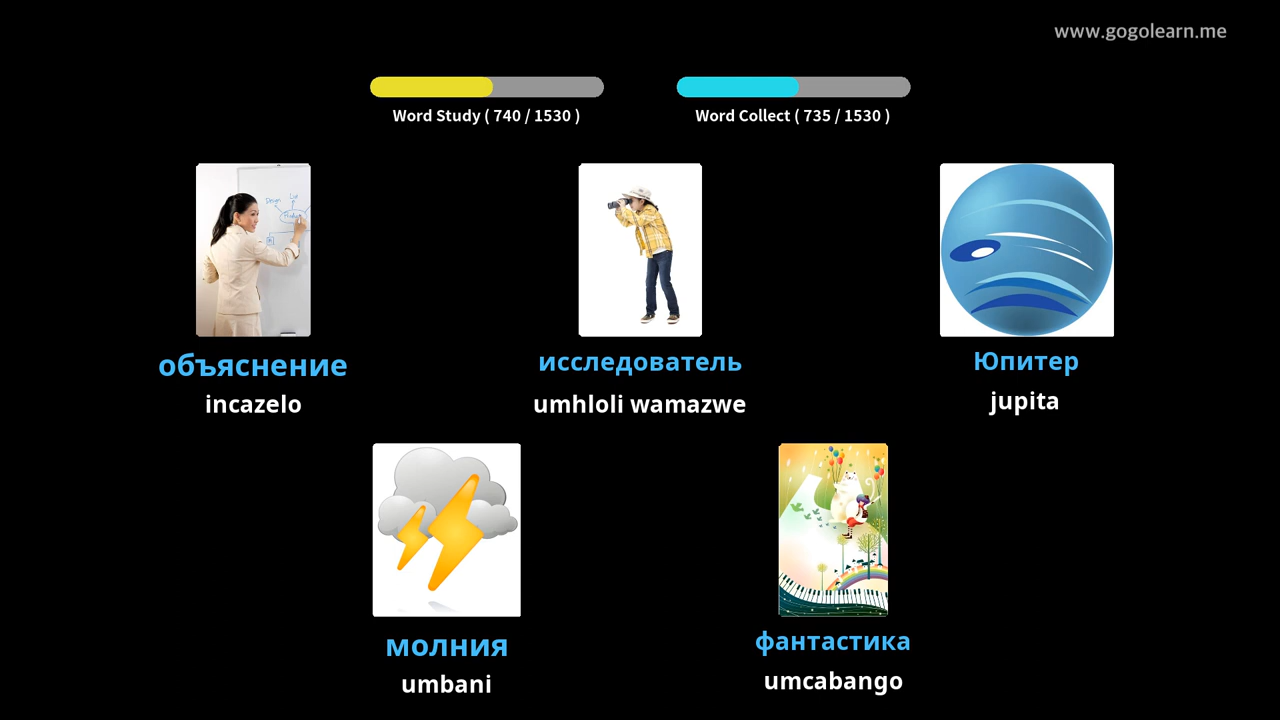 www.gogolearn.me
Word Study ( 740 / 1530 )
Word Collect ( 735 / 1530 )
Design
объяснение
incazelo
исследователь
umhloli wamazwe
Юпитер
jupita
молния
umbani
фантастика
umcabango